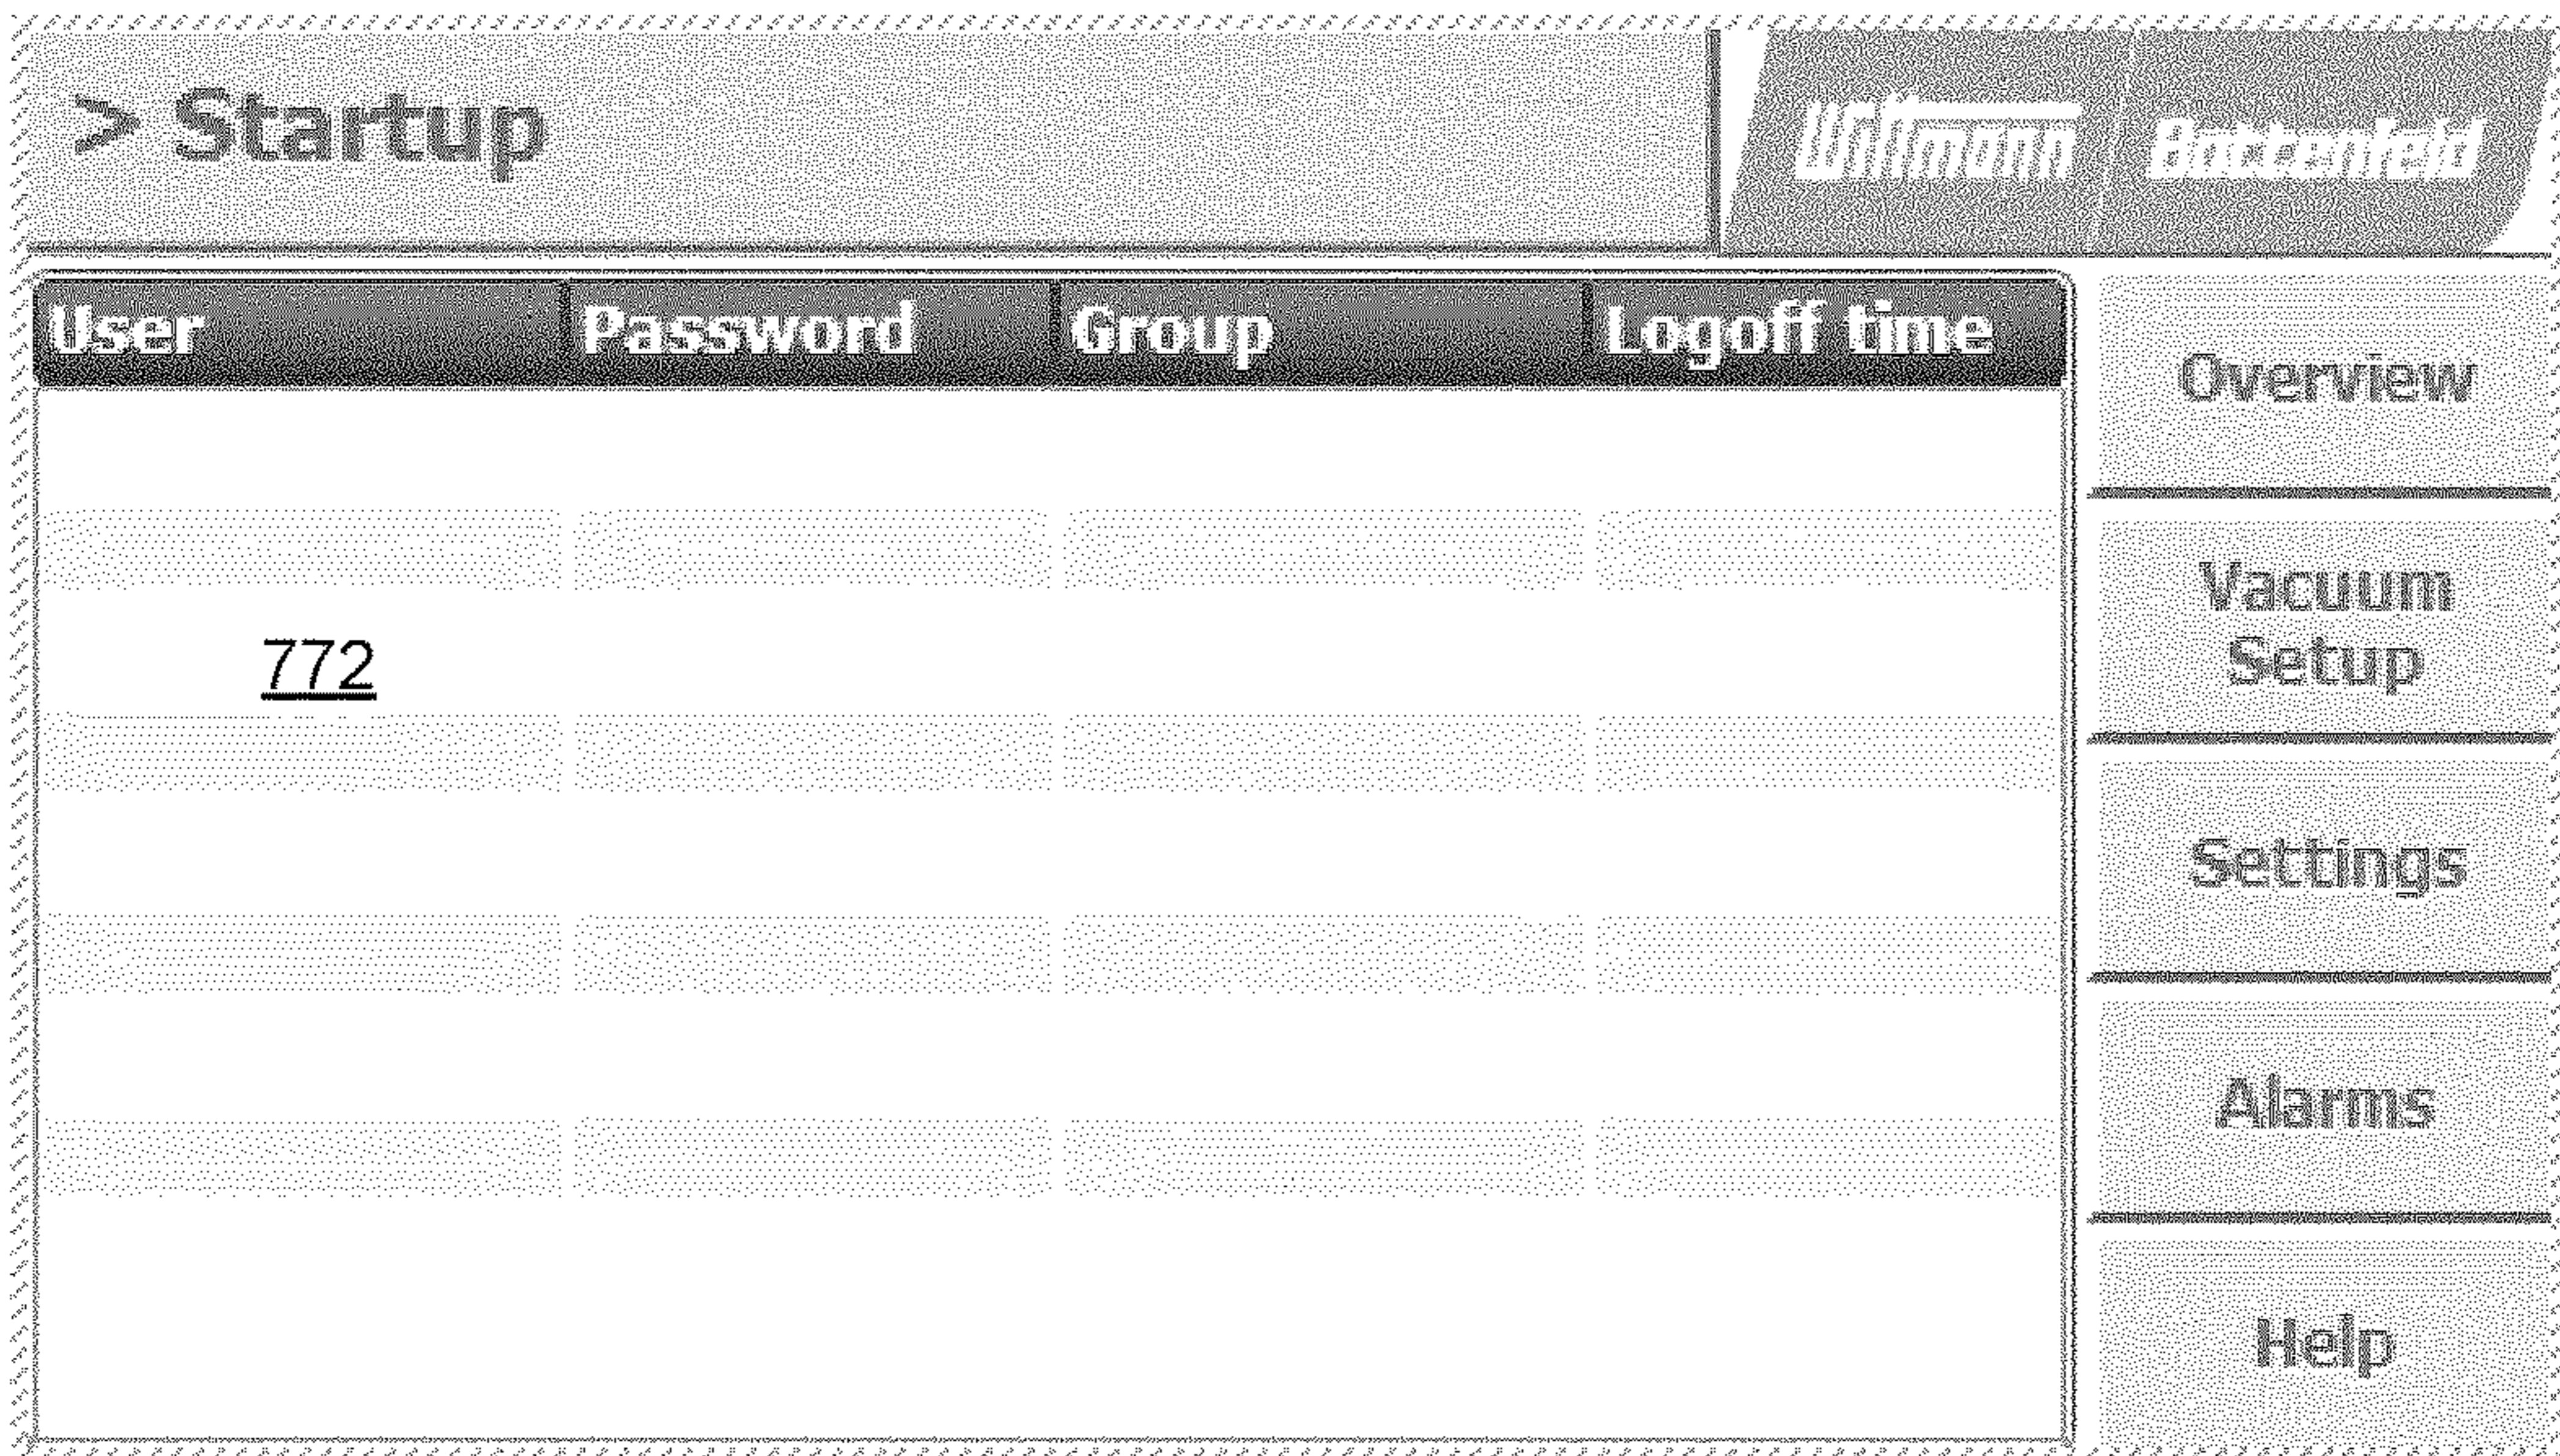 > Startup
Wittmann Battenfeld
User Password Group Logoff time
772
Overview
Vacuum
Setup
Settings
Alarms
Help